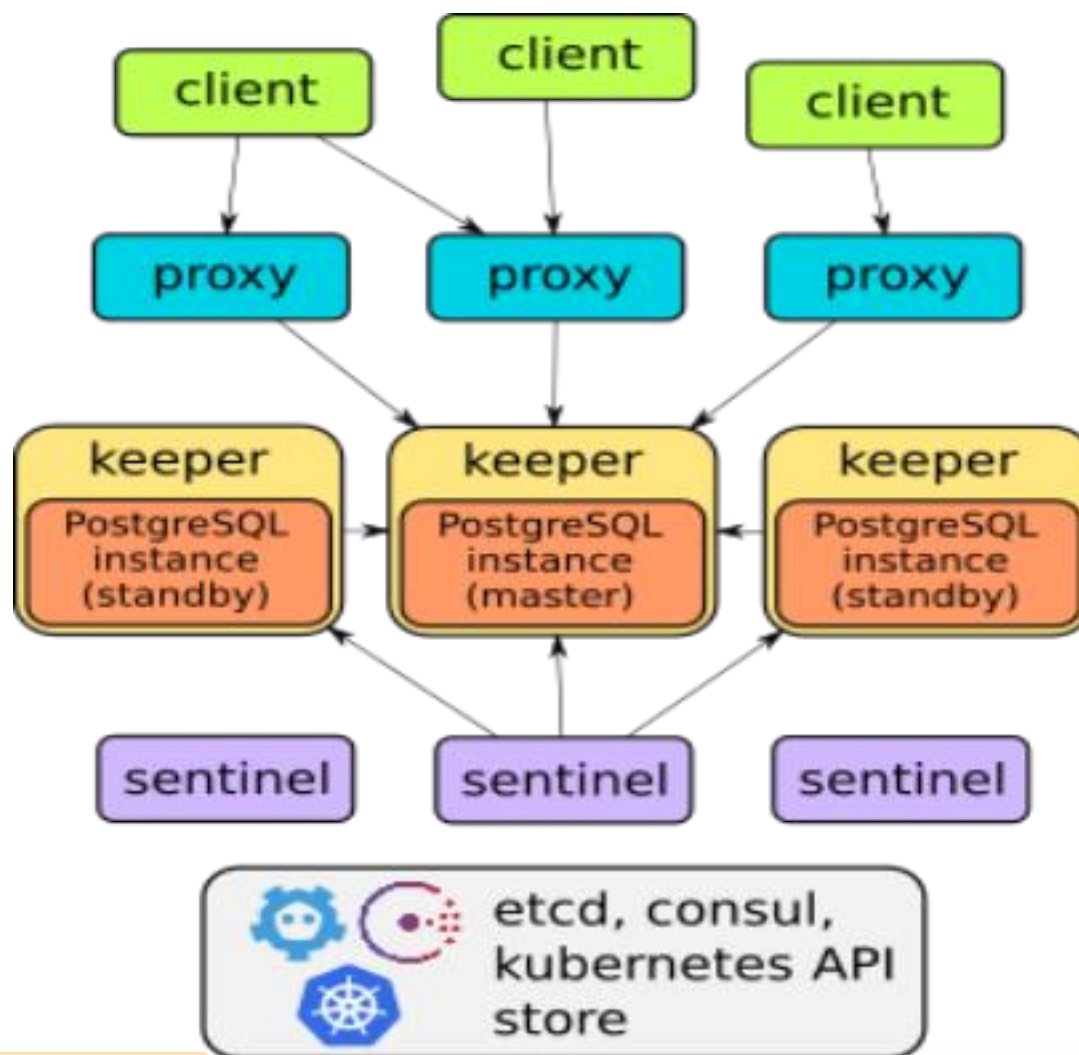 client
client
client
proxy
proxy
proxy
keeper
PostgreSQL
instance
(standby)
keeper
PostgreSQL
instance
(master)
keeper
PostgreSQL
instance
(standby)
sentinel
sentinel
sentinel
etcd, consul,
kubernetes API
store